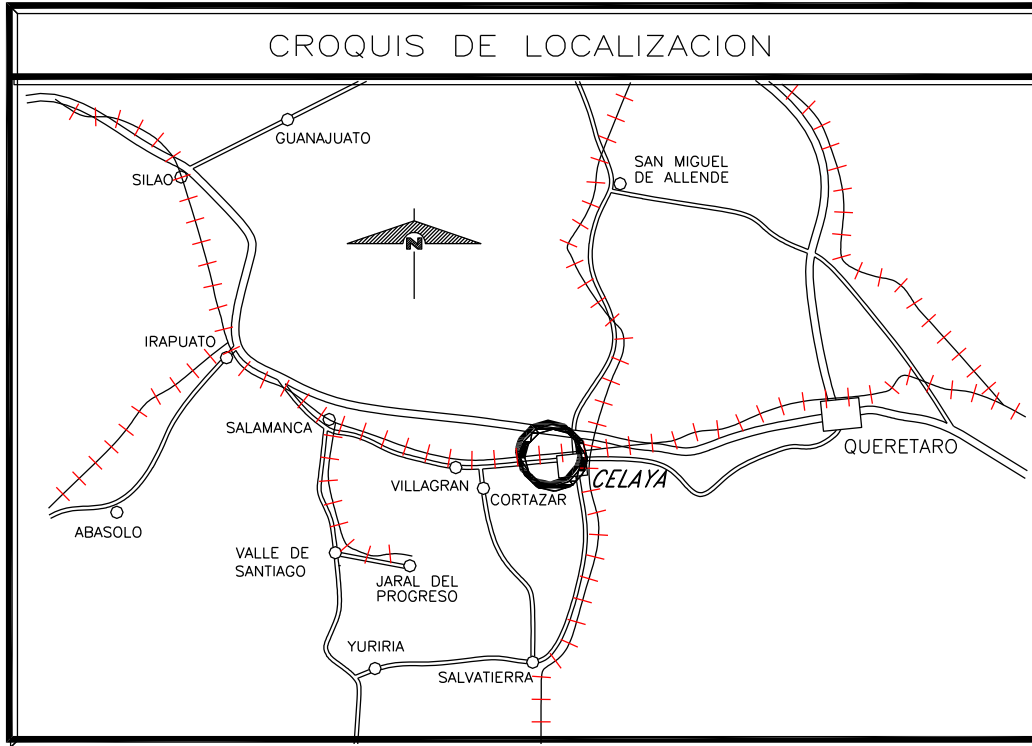 CROQUIS DE LOCALIZACION
GUANAJUATO
SILAO
SAN MIGUEL
DE ALLENDE
N
IRAPUATO
SALAMANCA
QUERETARO
VILLAGRAN
CELAYA
CORTAZAR
ABASOLO
VALLE DE
SANTIAGO
JARAL DEL
PROGRESO
YURIRIA
SALVATIERRA